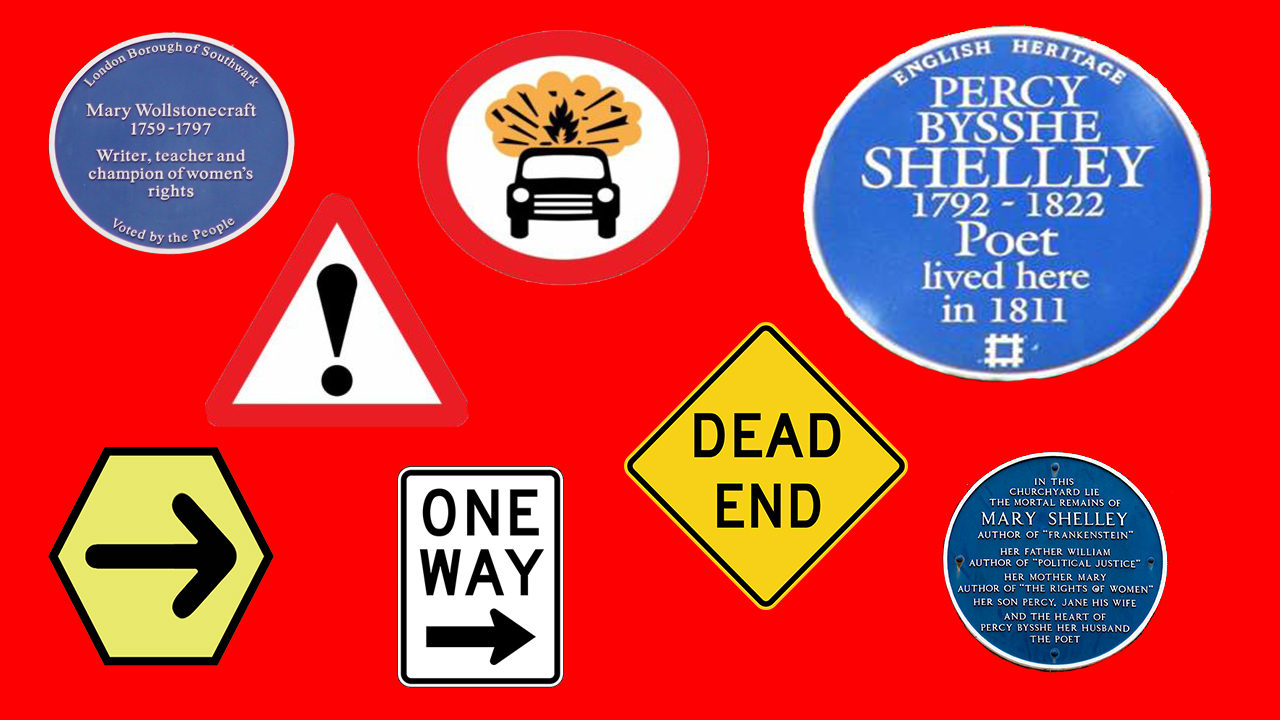 London Borough of Southwark
Mary Wollstonecraft
1759-1797
Writer, teacher and
champion of women's
rights
Voted by the People
ENGLISH HERITAGE
PERCY
BYSSHE
SHELLEY
1792 - 1822
Poet
lived here
in 1811
ONE
WAY
DEAD
END
IN THIS
CHURCHYARD LIE
THE MORTAL REMAINS OF
MARY SHELLEY
AUTHOR OF "FRANKENSTEIN"
HER FATHER WILLIAM
AUTHOR OF "POLITICAL JUSTICE"
HER MOTHER MARY
AUTHOR OF "THE RIGHTS OF WOMEN"
HER SON PERCY, JANE HIS WIFE
AND THE HEART OF
PERCY BYSSHE HER HUSBAND
THE POET